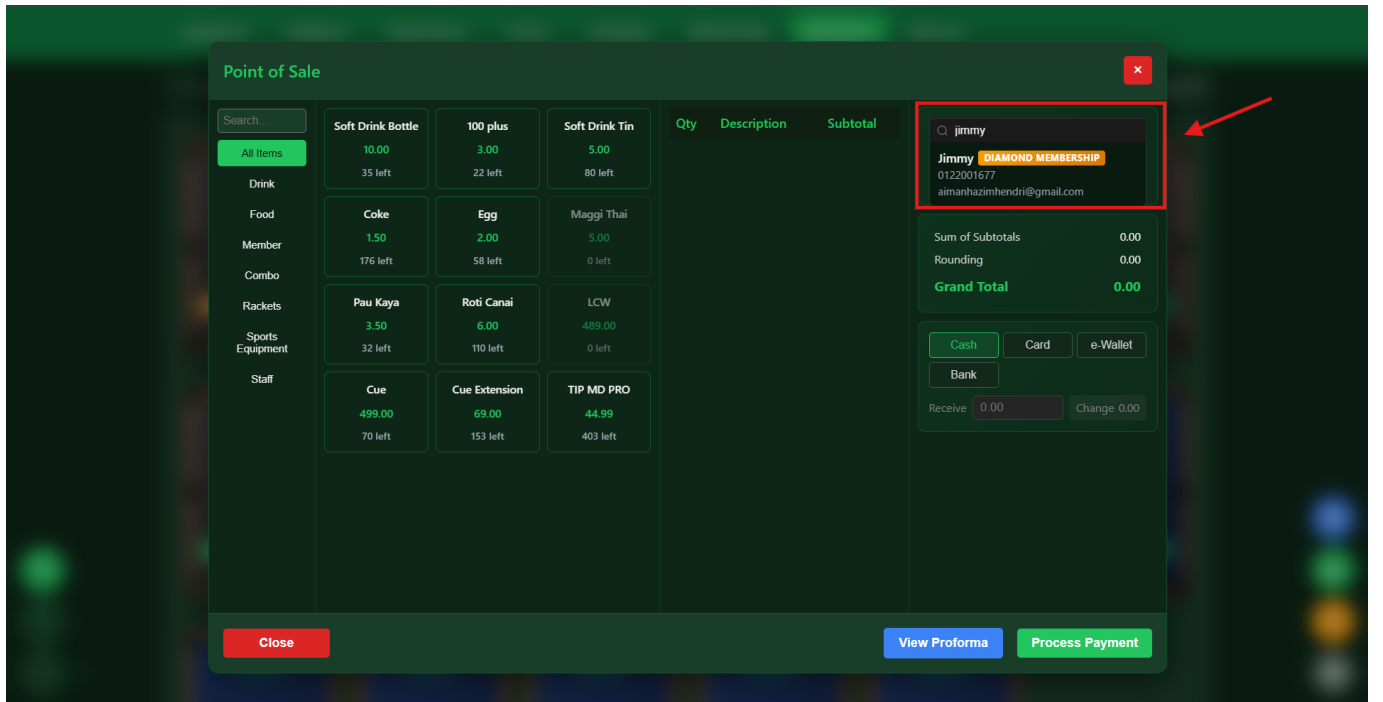 Point of Sale
×
Search...
All Items
Drink
Food
Member
Combo
Rackets
Sports
Equipment
Staff
Soft Drink Bottle
10.00
35 left
100 plus
3.00
22 left
Soft Drink Tin
5.00
80 left
Coke
1.50
176 left
Egg
2.00
58 left
Maggi Thai
5.00
0 left
Pau Kaya
3.50
32 left
Roti Canai
6.00
110 left
LCW
489.00
0 left
Cue
499.00
70 left
Cue Extension
69.00
153 left
TIP MD PRO
44.99
403 left
Qty Description Subtotal
jimmy
Jimmy DIAMOND MEMBERSHIP
0122001677
aimanhazimhendri@gmail.com
Sum of Subtotals 0.00
Rounding 0.00
Grand Total 0.00
Cash Card e-Wallet
Bank
Receive 0.00 Change 0.00
Close View Proforma Process Payment